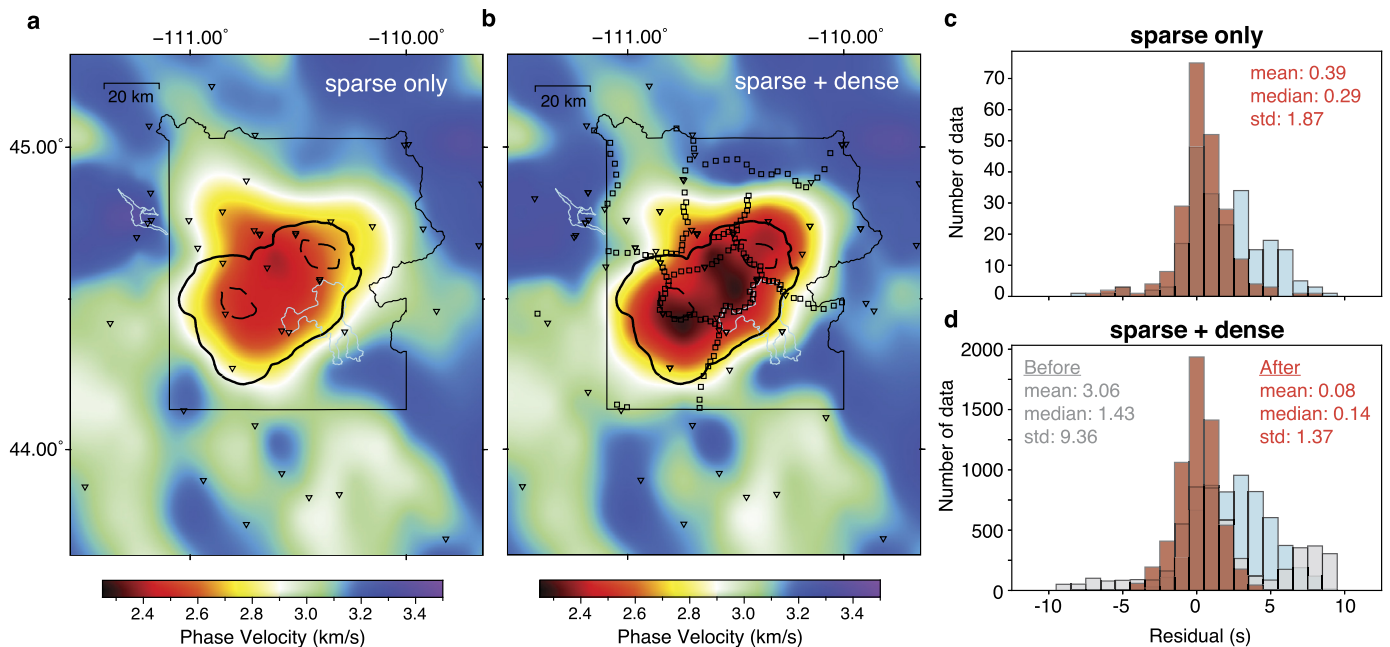 a
−111.00°
−110.00°
sparse only
20 km
45.00°
44.00°
2.4 2.6 2.8 3.0 3.2 3.4
Phase Velocity (km/s)
b
−111.00°
−110.00°
sparse + dense
20 km
2.4 2.6 2.8 3.0 3.2 3.4
Phase Velocity (km/s)
c
sparse only
Number of data
70
60
50
40
30
20
10
0
mean: 0.39
median: 0.29
std: 1.87
d
sparse + dense
Number of data
2000
1500
1000
500
0
Before
mean: 3.06
median: 1.43
std: 9.36
After
mean: 0.08
median: 0.14
std: 1.37
-10 -5 0 5 10
Residual (s)